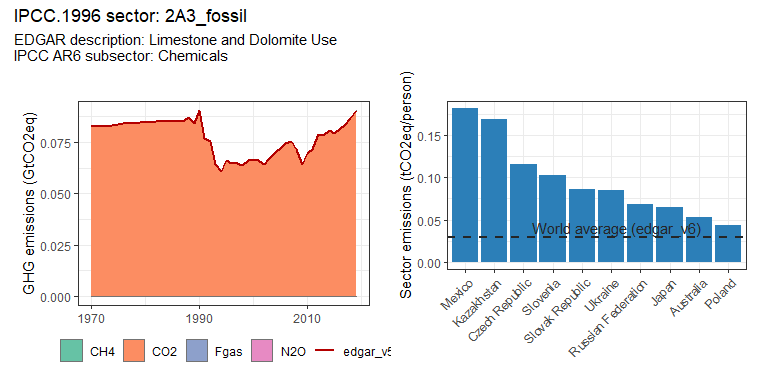 IPCC.1996 sector: 2A3_fossil
EDGAR description: Limestone and Dolomite Use
IPCC AR6 subsector: Chemicals
GHG emissions (GtCO2eq)
0.075
0.050
0.025
0.000
1970
1990
2010
CH4
CO2
Fgas
N2O
edgar_v6
Sector emissions (tCO2eq/person)
0.15
0.10
0.05
0.00
World average (edgar_v6)
Mexico
Kazakhstan
Czech Republic
Slovenia
Slovak Republic
Ukraine
Russian Federation
Japan
Australia
Poland